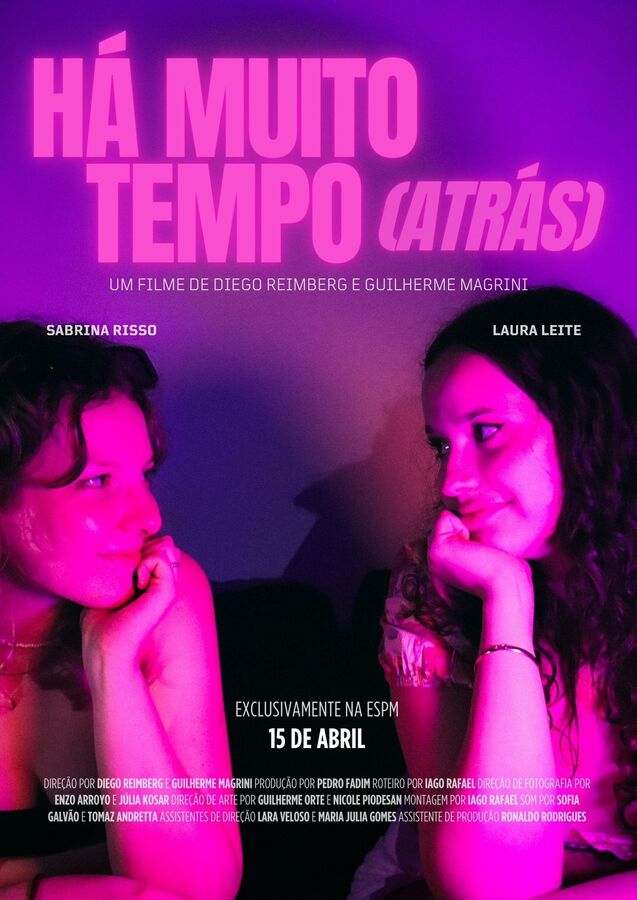 HÁ MUITO
TEMPO (ATRÁS)
UM FILME DE DIEGO REIMBERG E GUILHERME MAGRINI
SABRINA RISSO
LAURA LEITE
EXCLUSIVAMENTE NA ESPM
15 DE ABRIL
DIREÇÃO POR DIEGO REIMBERG E GUILHERME MAGRINI PRODUÇÃO POR PEDRO FADIM ROTEIRO POR IAGO RAFAEL DIREÇÃO DE FOTOGRAFIA POR
ENZO ARROYO E JÚLIA KOSAR DIREÇÃO DE ARTE POR GUILHERME ORTE E NICOLE PIODESAN MONTAGEM POR IAGO RAFAEL SOM POR SOFIA
GALVÃO E TOMAZ ANDRETTA ASSISTENTES DE DIREÇÃO LARA VELOSO E MARIA JULIA GOMES ASSISTENTE DE PRODUÇÃO RONALDO RODRIGUES